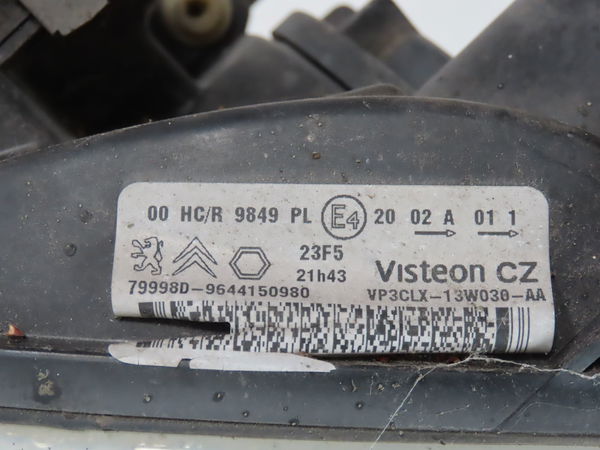 00 HC/R 9849 PL E4 20 02 A 01 1
23F5
21h43
Visteon CZ
79998D-9644150980 VP3CLX-13W030-AA